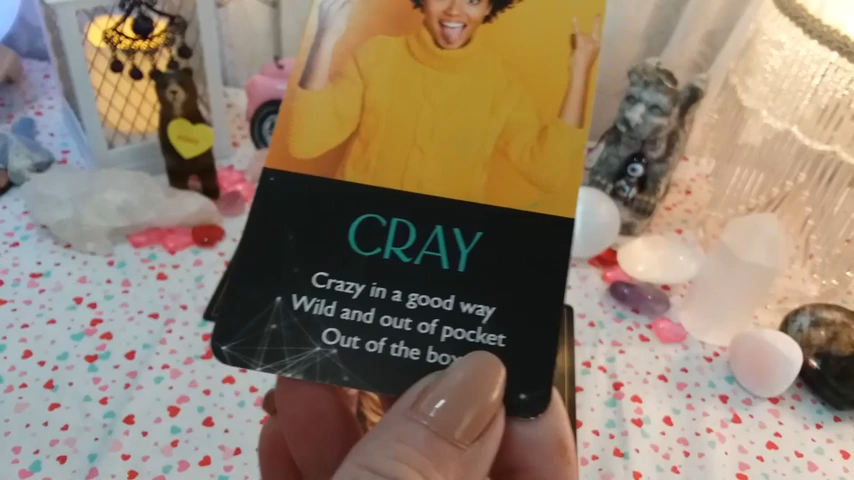 CRAY
Crazy in a good way
Wild and out of pocket
Out of the box